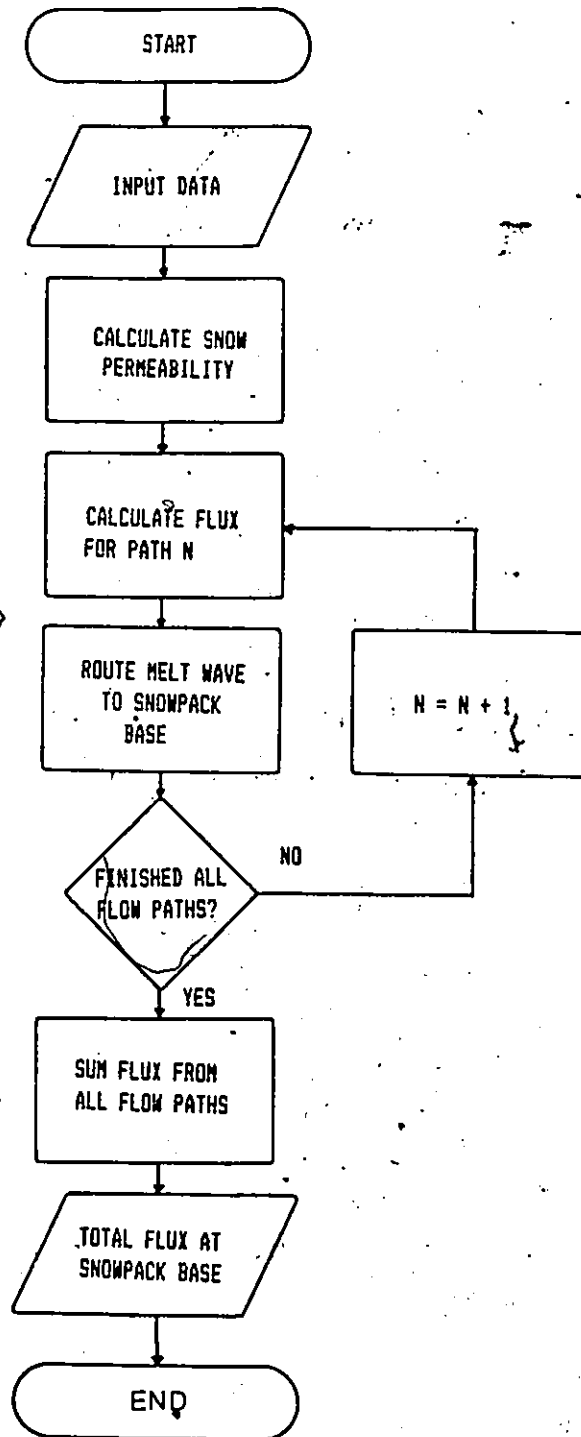 START
INPUT DATA
CALCULATE SNOW
PERMEABILITY
CALCULATE FLUX
FOR PATH N
ROUTE MELT WAVE
TO SNOWPACK
BASE
N = N + 1
FINISHED ALL
FLOW PATHS?
NO
YES
SUM FLUX FROM
ALL FLOW PATHS
TOTAL FLUX AT
SNOWPACK BASE
END